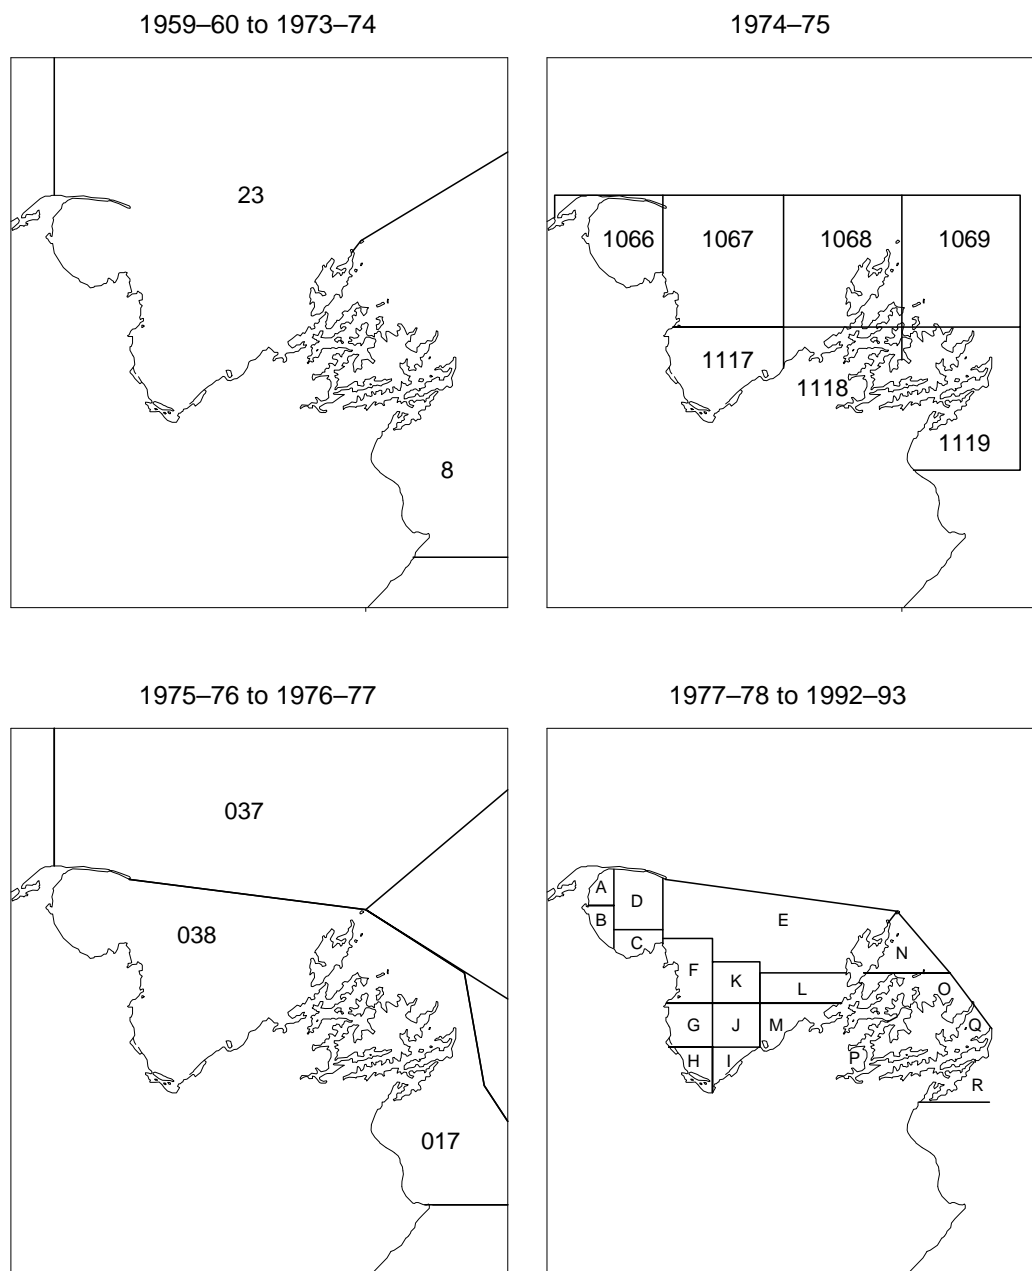 1959–60 to 1973–74
23
8
1974–75
1066 1067 1068 1069
1117
1118
1119
1975–76 to 1976–77
037
038
017
1977–78 to 1992–93
A
D
B
E
C
N
F
K
L
O
G J M Q
P
H I
R